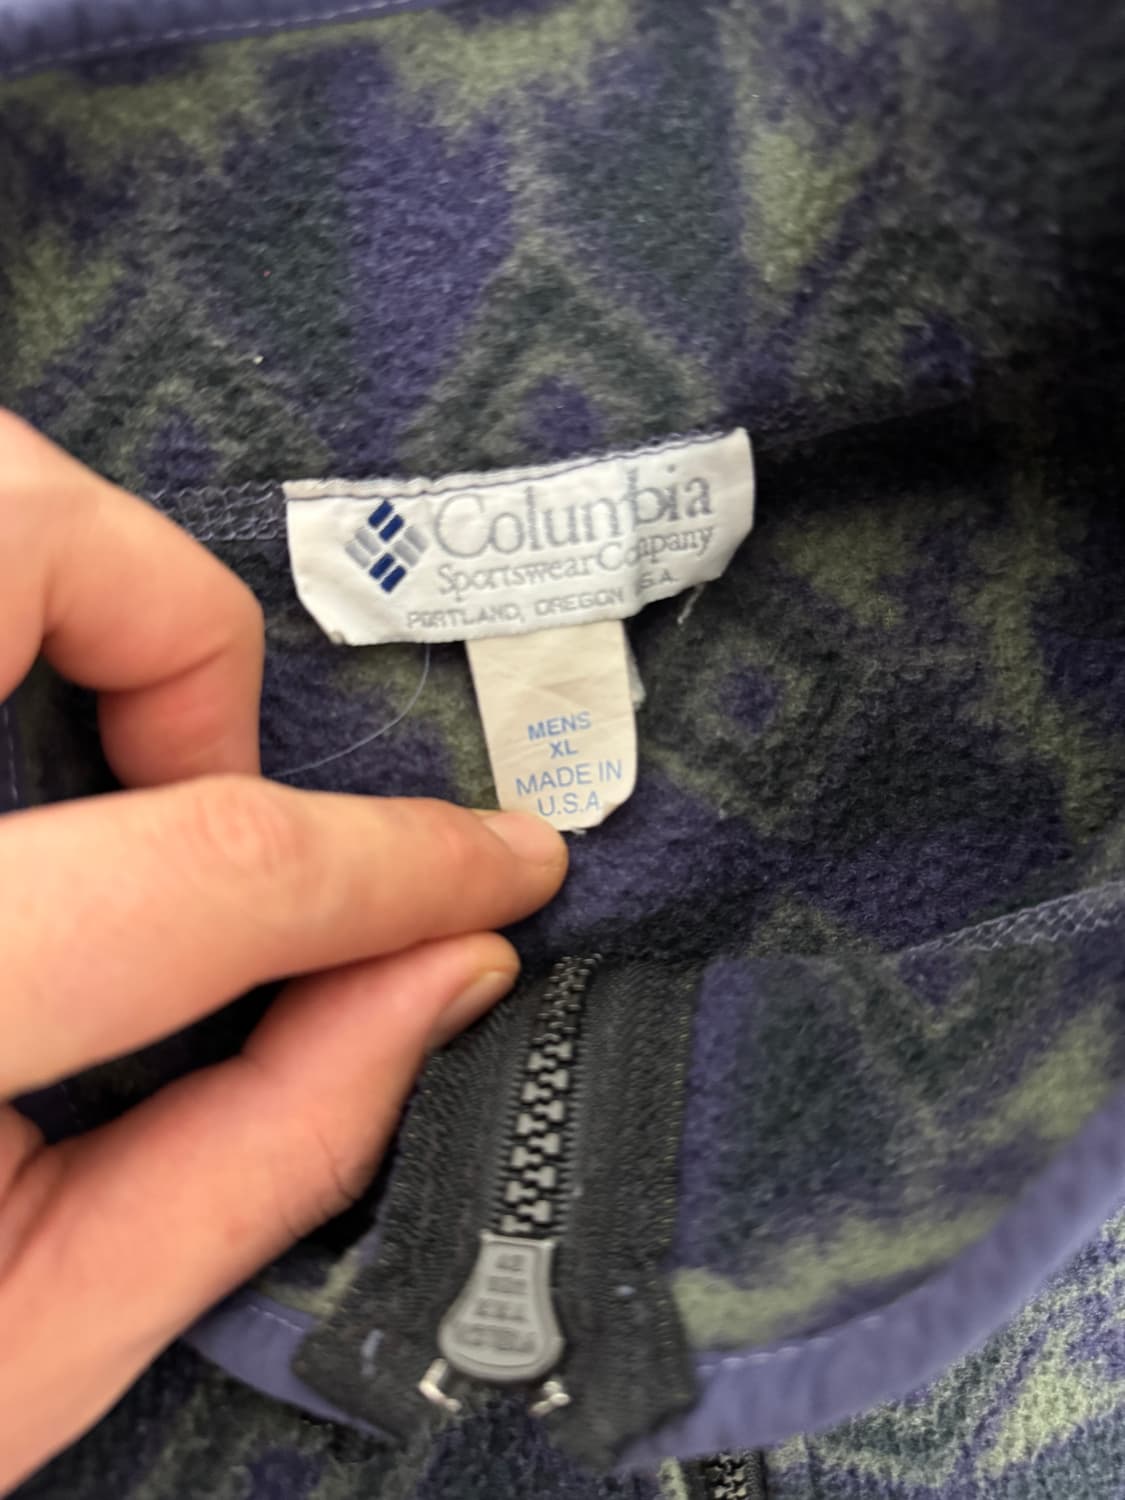 Columbia
Sportswear Company
PORTLAND, OREGON U.S.A.
MENS
XL
MADE IN
U.S.A.